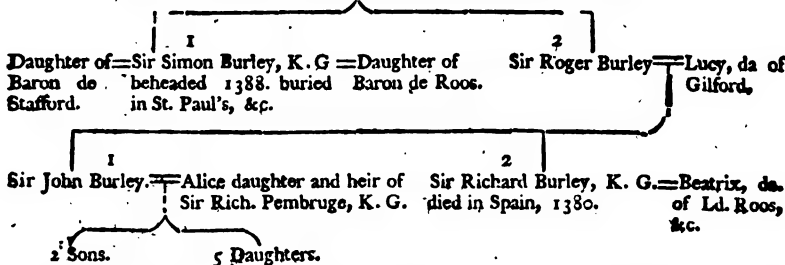 1 2
Daughter of=Sir Simon Burley, K. G =Daughter of Sir Roger Burley=Lucy, da of
Baron de beheaded 1388. buried Baron de Roos. Gilford,
Stafford. in St. Paul's, &c.
1 2
Sir John Burley.=Alice daughter and heir of Sir Richard Burley, K. G.=Beatrix, da.
Sir Rich. Pembruge, K. G. died in Spain, 1380. of Ld. Roos,
&c.
2 Sons. 5 Daughters.